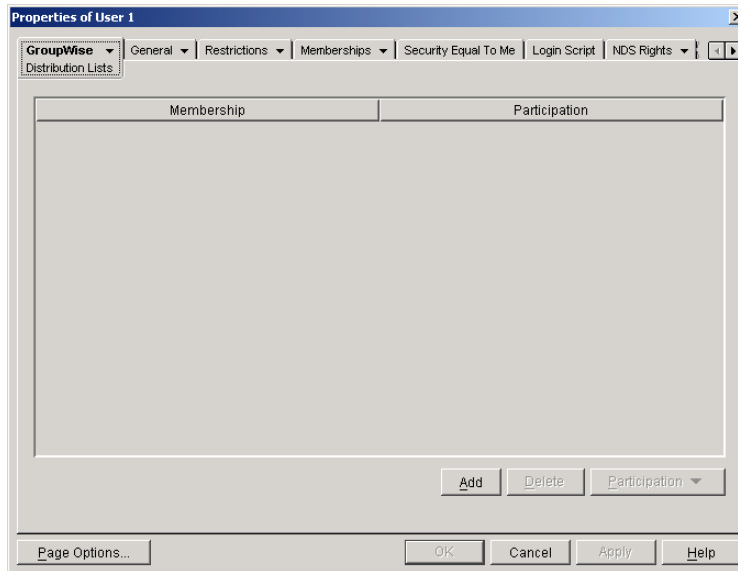 Properties of User 1
GroupWise General Restrictions Memberships Security Equal To Me Login Script NDS Rights
Distribution Lists
Membership Participation
Add Delete Participation
Page Options... OK Cancel Apply Help